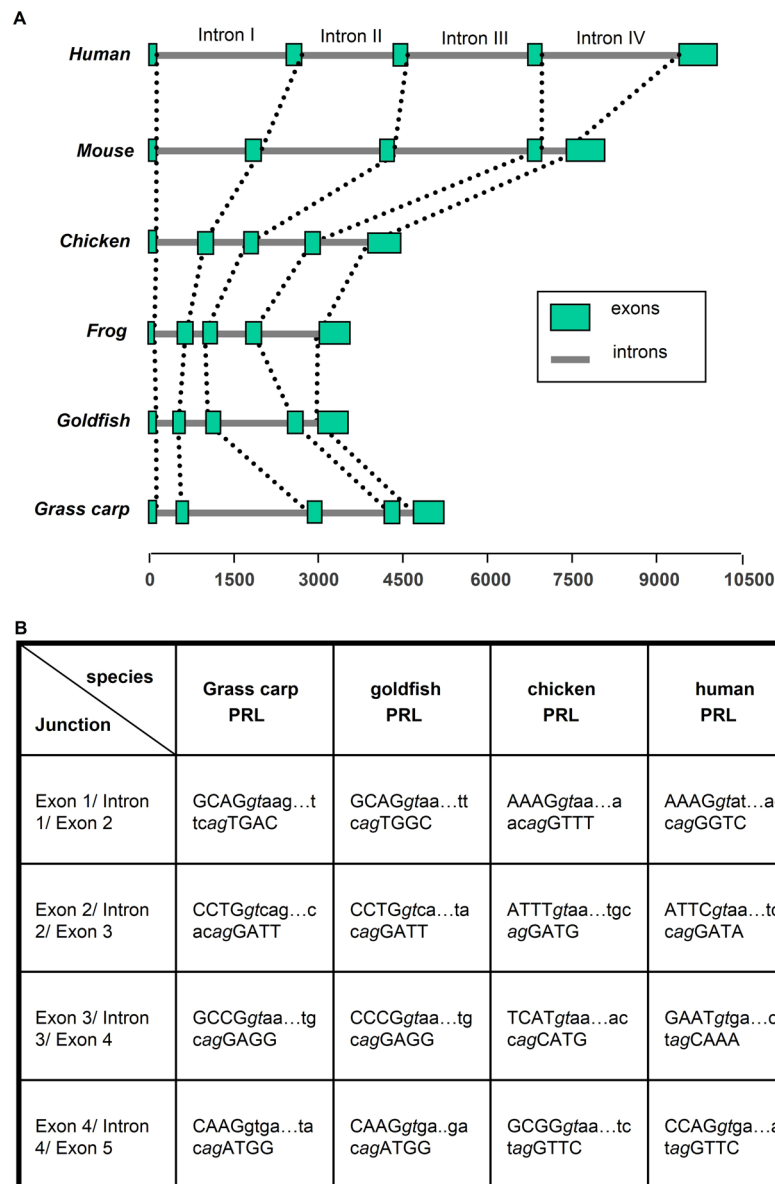 A
Intron I Intron II Intron III Intron IV
Human
Mouse
Chicken
exons
Frog
introns
Goldfish
Grass carp
0 1500 3000 4500 6000 7500 9000 10500
B
species
Junction
Grass carp
PRL
goldfish
PRL
chicken
PRL
human
PRL
Exon 1/ Intron
1/ Exon 2
GCAGgtaag…t
tcagTGAC
GCAGgtaa…tt
cagTGGC
AAAGgtaa…a
acagGTTT
AAAGgtat…a
cagGGTC
Exon 2/ Intron
2/ Exon 3
CCTGgtcag…c
acagGATT
CCTGgtca…ta
cagGATT
ATTTgtaa…tgc
agGATG
ATTCgtaa…t
cagGATA
Exon 3/ Intron
3/ Exon 4
GCCGgtaa…tg
cagGAGG
CCCGgtaa…tg
cagGAGG
TCATgtaa…ac
cagCATG
GAATgtga…
tagCAAA
Exon 4/ Intron
4/ Exon 5
CAAGgtga…ta
cagATGG
CAAGgtga..ga
cagATGG
GCGGgtaa…tc
tagGTTC
CCAGgtga…
tagGTTC